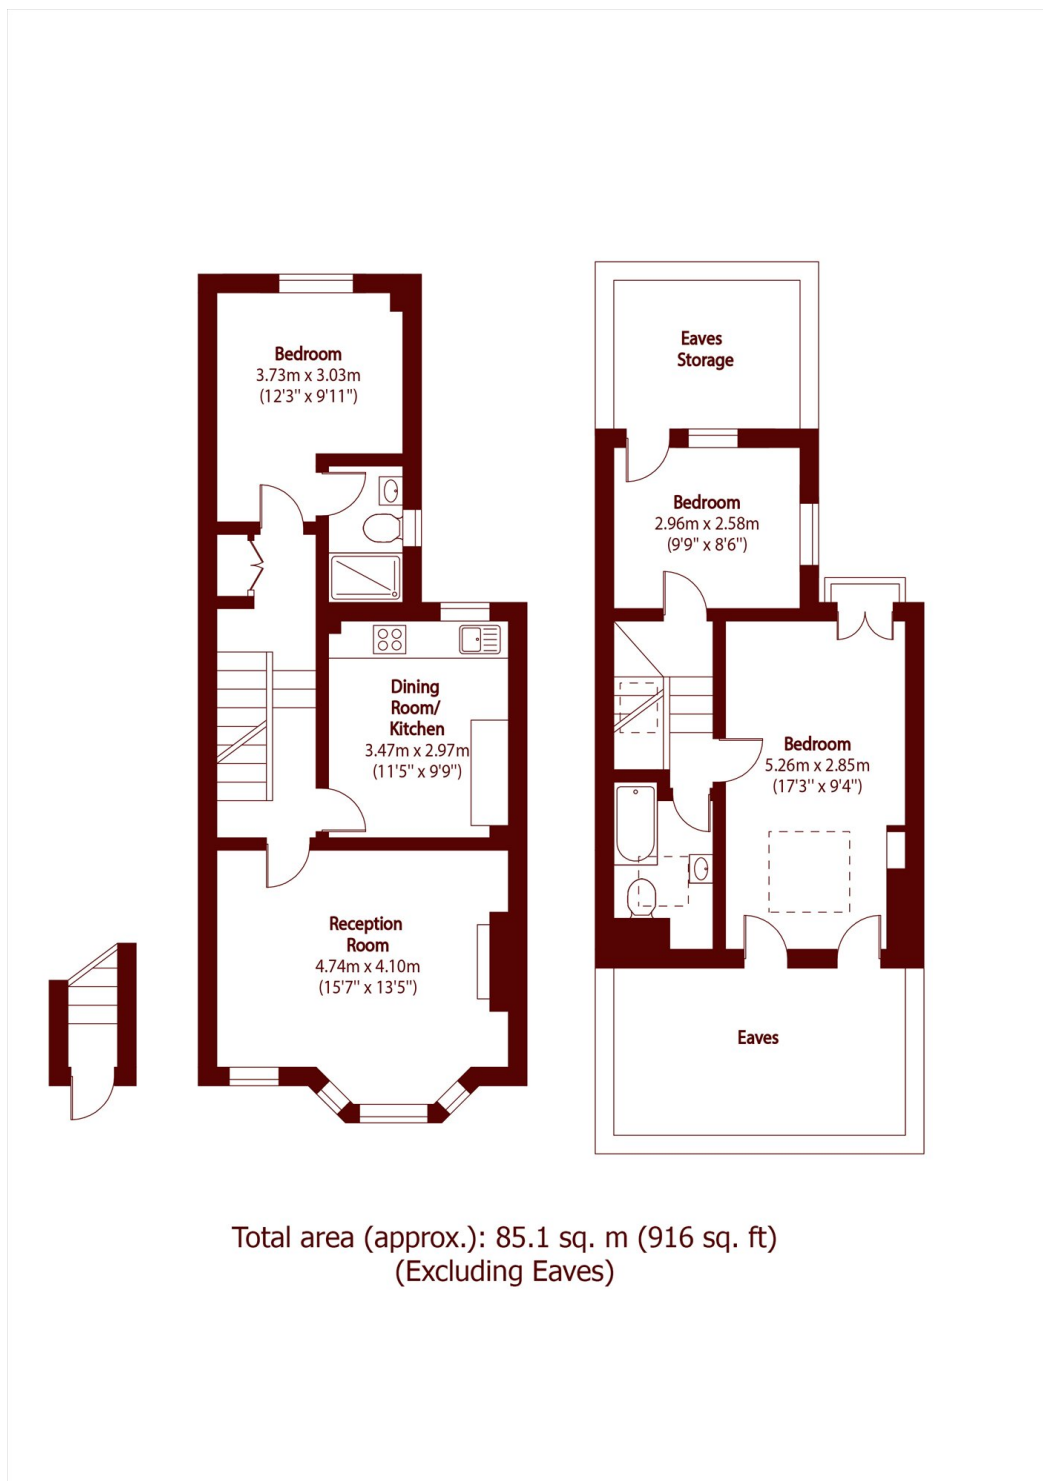 Bedroom
3.73m x 3.03m
(12'3" x 9'11")
Dining
Room/
Kitchen
3.47m x 2.97m
(11'5" x 9'9")
Reception
Room
4.74m x 4.10m
(15'7" x 13'5")
Eaves
Storage
Bedroom
2.96m x 2.58m
(9'9" x 8'6")
Bedroom
5.26m x 2.85m
(17'3" x 9'4")
Eaves
Total area (approx.): 85.1 sq. m (916 sq. ft)
(Excluding Eaves)